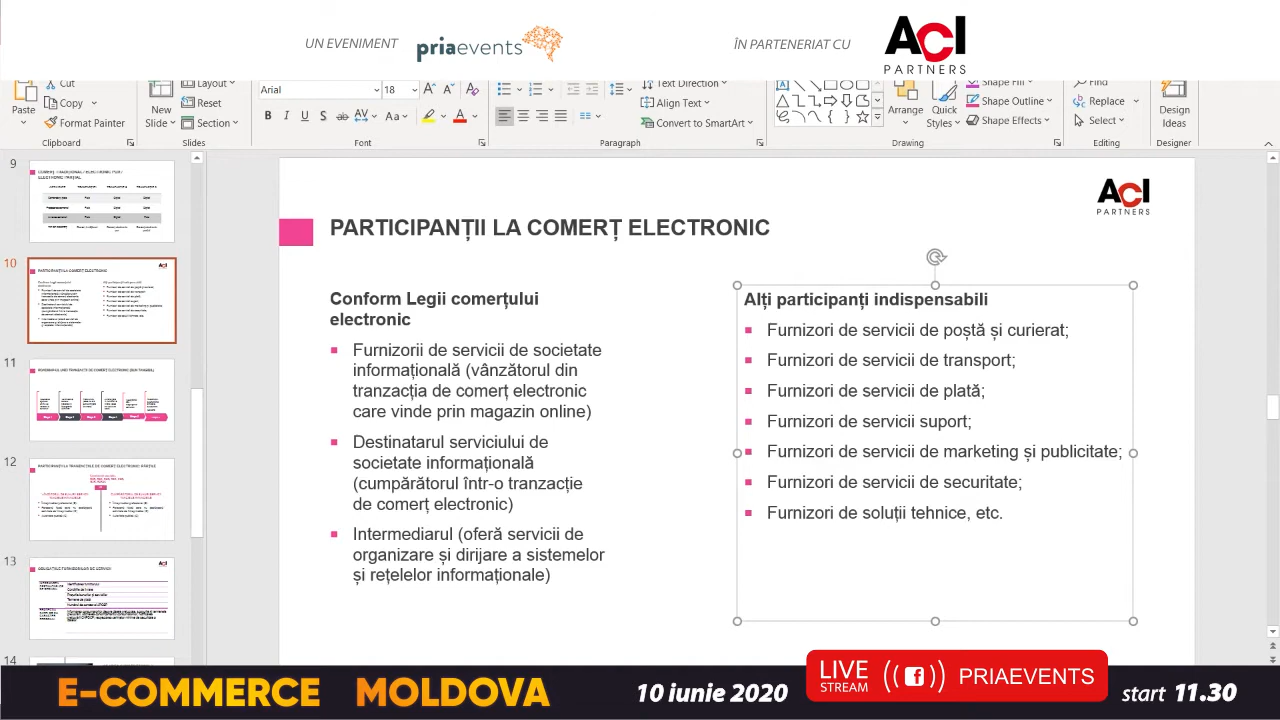 UN EVENIMENT
priaevents
ÎN PARTENERIAT CU
ACI
PARTNERS
Cut
Copy
Format Painter
Paste
Clipboard
New
Slide
Layout
Reset
Section
Slides
Arial
18
B I U S ab AV Aa A
Font
Text Direction
Align Text
Convert to SmartArt
Paragraph
Arrange
Quick
Styles
Shape Fill
Shape Outline
Shape Effects
Drawing
Find
Replace
Select
Editing
Design
Ideas
Designer
9
10
11
12
13
14
ACI
PARTNERS
PARTICIPANȚII LA COMERȚ ELECTRONIC
Conform Legii comerțului
electronic
Furnizorii de servicii de societate
informațională (vânzătorul din
tranzacția de comerț electronic
care vinde prin magazin online)
Destinatarul serviciului de
societate informațională
(cumpărătorul într-o tranzacție
de comerț electronic)
Intermediarul (oferă servicii de
organizare și dirijare a sistemelor
și rețelelor informaționale)
Alți participanți indispensabili
Furnizori de servicii de poștă și curierat;
Furnizori de servicii de transport;
Furnizori de servicii de plată;
Furnizori de servicii suport;
Furnizori de servicii de marketing și publicitate;
Furnizori de servicii de securitate;
Furnizori de soluții tehnice, etc.
E-COMMERCE MOLDOVA
10 iunie 2020
LIVE
STREAM
PRIAEVENTS
start 11.30